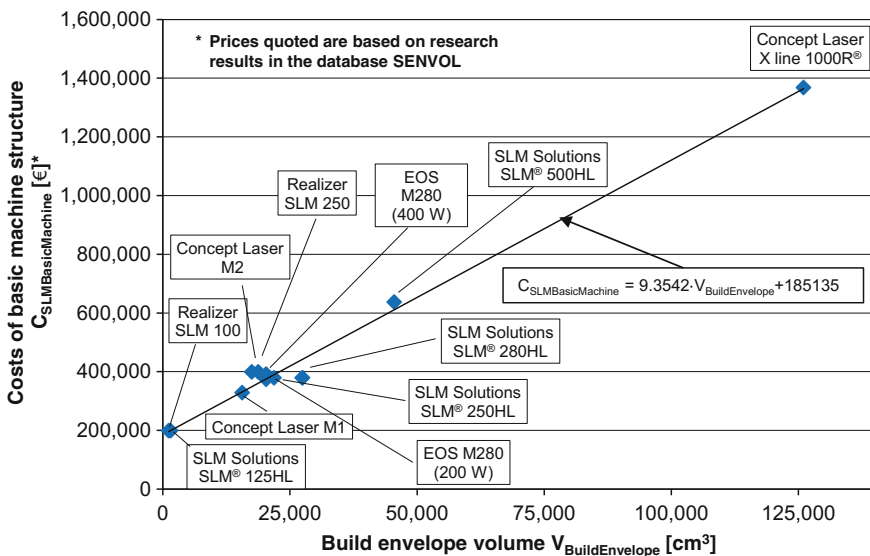 1,600,000
1,400,000
1,200,000
1,000,000
800,000
600,000
400,000
200,000
0
Costs of basic machine structure
C_SLMBasicMachine [€]*
* Prices quoted are based on research
results in the database SENVOL
Concept Laser
X line 1000R®
SLM Solutions
SLM® 500HL
EOS
M280
(400 W)
Realizer
SLM 250
Concept Laser
M2
Realizer
SLM 100
C_SLMBasicMachine = 9.3542·V_BuildEnvelope+185135
SLM Solutions
SLM® 280HL
SLM Solutions
SLM® 250HL
Concept Laser M1
EOS M280
(200 W)
SLM Solutions
SLM® 125HL
0
25,000
50,000
75,000
100,000
125,000
Build envelope volume V_BuildEnvelope [cm³]